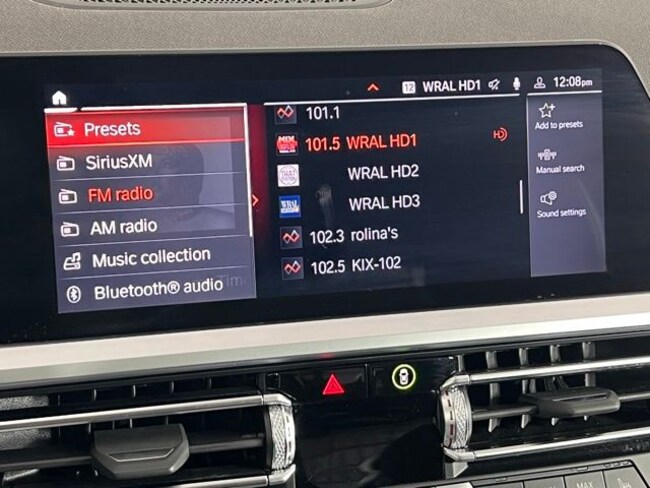 12 WRAL HD1 12:08pm
Presets
SiriusXM
FM radio
AM radio
Music collection
Bluetooth® audio
101.1
101.5 WRAL HD1
WRAL HD2
WRAL HD3
102.3 rolina's
102.5 KIX-102
Add to presets
Manual search
Sound settings
MAX